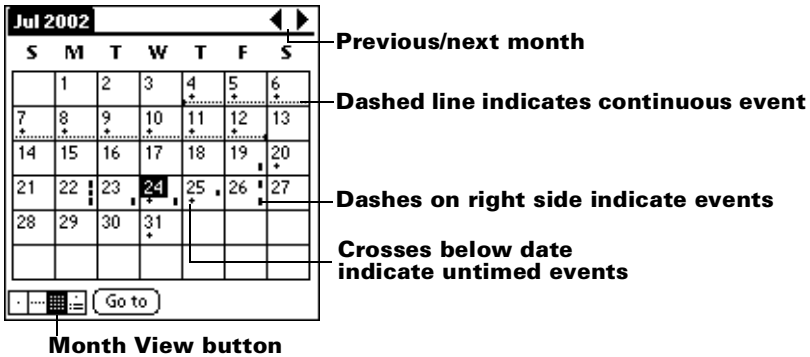 Jul 2002
Previous/next month
S M T W T F S
1 2 3 4 5 6
Dashed line indicates continuous event
7 8 9 10 11 12 13
14 15 16 17 18 19 20
21 22 23 24 25 26 27
Dashes on right side indicate events
28 29 30 31
Crosses below date
indicate untimed events
Go to
Month View button